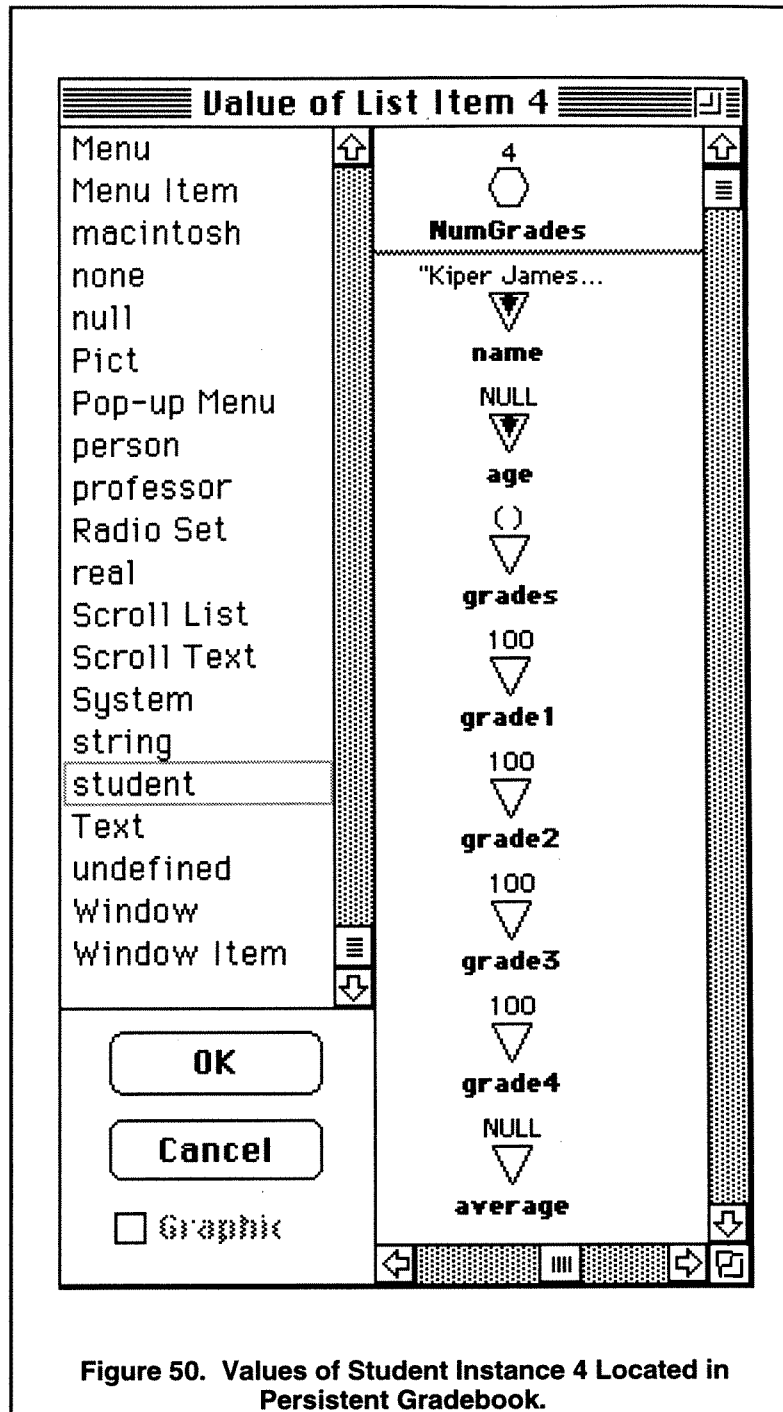 Value of List Item 4
Menu
Menu Item
macintosh
none
null
Pict
Pop-up Menu
person
professor
Radio Set
real
Scroll List
Scroll Text
System
string
student
Text
undefined
Window
Window Item
OK
Cancel
Graphic
4
NumGrades
"Kiper James...
name
NULL
age
()
grades
100
grade1
100
grade2
100
grade3
100
grade4
NULL
average
Figure 50. Values of Student Instance 4 Located in
Persistent Gradebook.